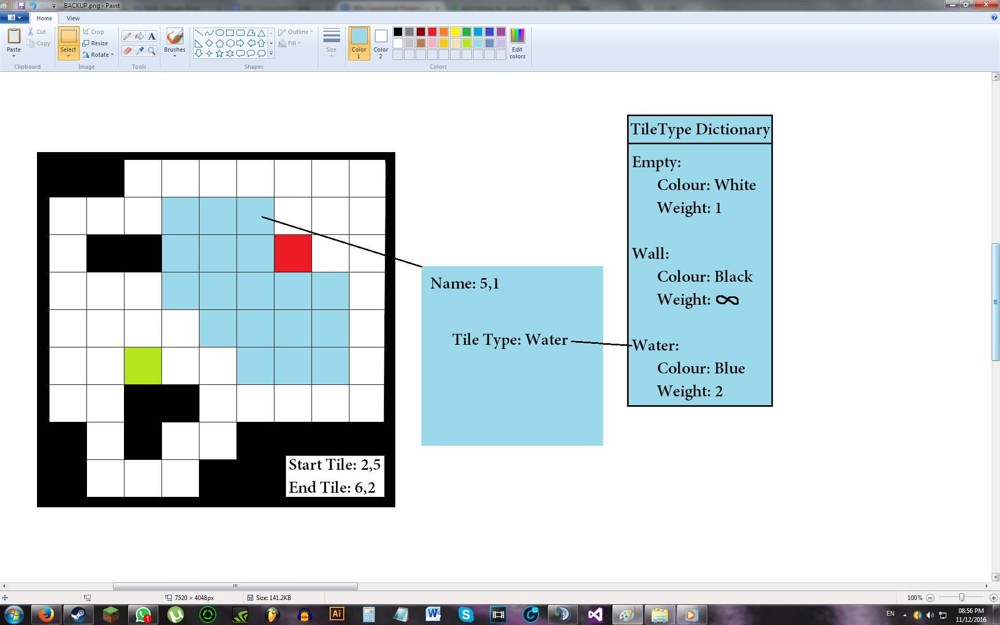 BACKUP.png - Paint
Home View
Paste
Cut
Copy
Clipboard
Select
Crop
Resize
Rotate
Image
A
Tools
Brushes
Outline
Fill
Shapes
Size
Color 1
Color 2
Edit colors
Colors
TileType Dictionary
Empty:
Colour: White
Weight: 1
Wall:
Colour: Black
Weight: ∞
Water:
Colour: Blue
Weight: 2
Name: 5,1
Tile Type: Water
Start Tile: 2,5
End Tile: 6,2
7520 × 4048px
Size: 141.2KB
100%
1
Ai
W
S
EN
08:56 PM
11/12/2016